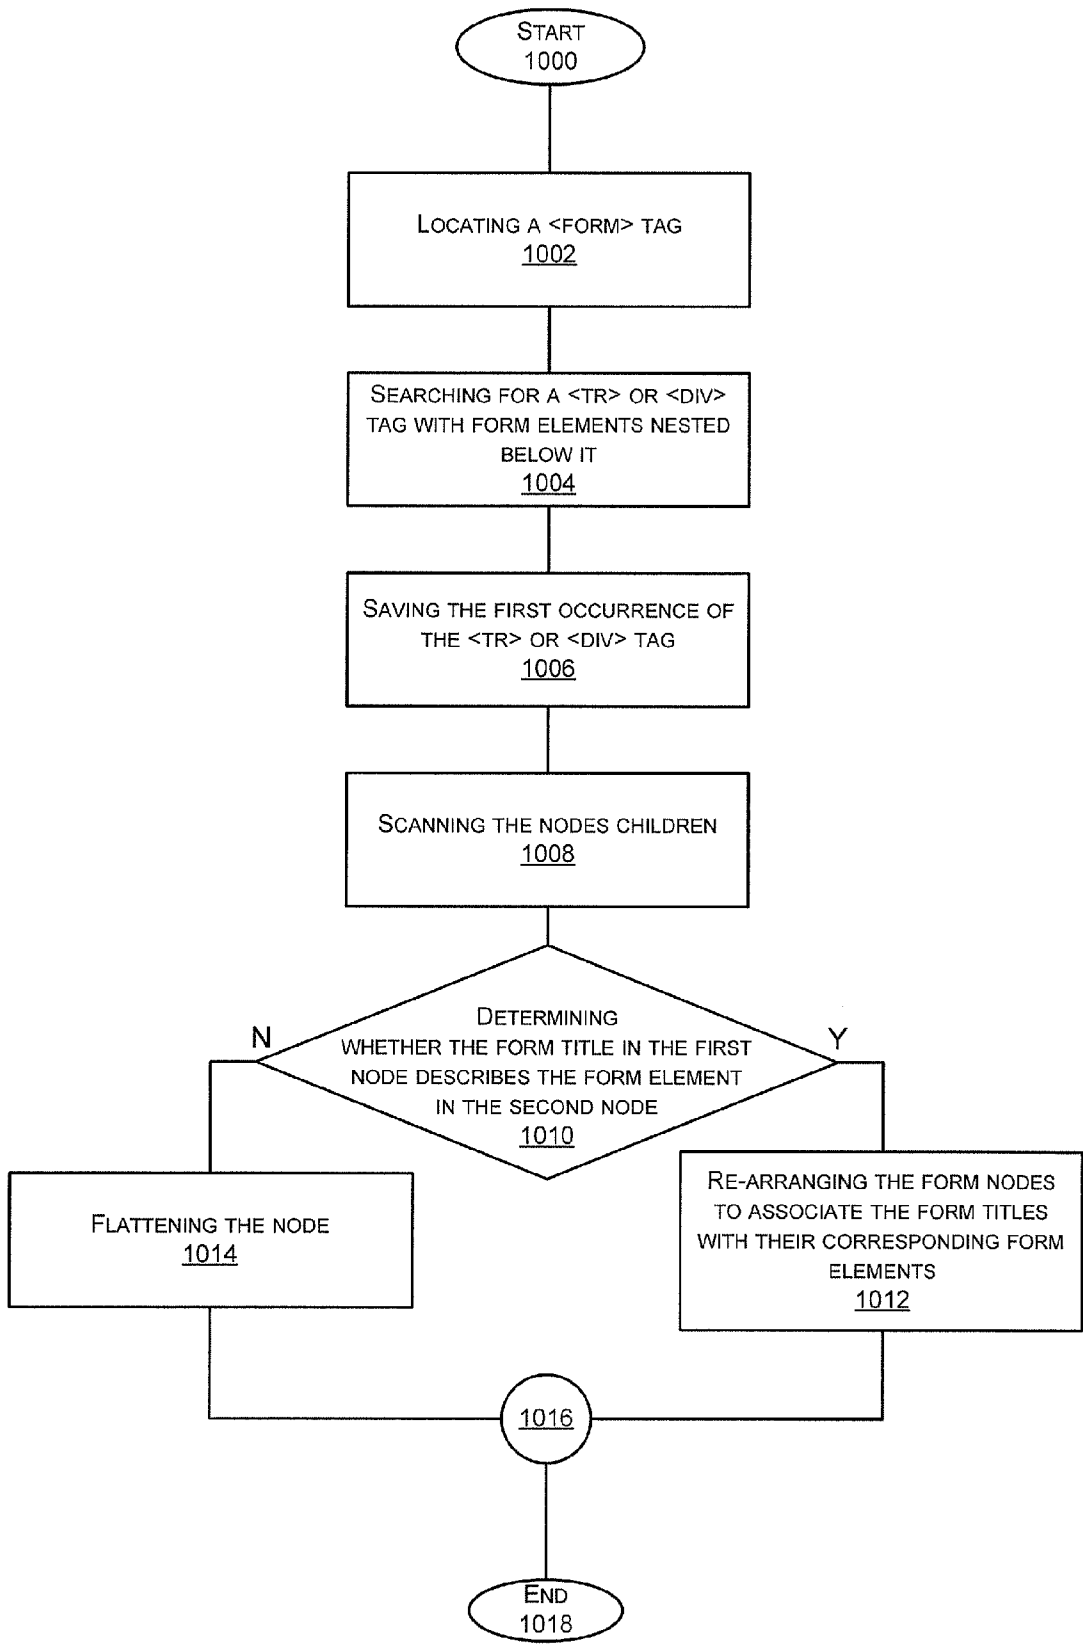 START
1000
LOCATING A <FORM> TAG
1002
SEARCHING FOR A <TR> OR <DIV>
TAG WITH FORM ELEMENTS NESTED
BELOW IT
1004
SAVING THE FIRST OCCURRENCE OF
THE <TR> OR <DIV> TAG
1006
SCANNING THE NODES CHILDREN
1008
DETERMINING
WHETHER THE FORM TITLE IN THE FIRST
NODE DESCRIBES THE FORM ELEMENT
IN THE SECOND NODE
1010
N
Y
FLATTENING THE NODE
1014
RE-ARRANGING THE FORM NODES
TO ASSOCIATE THE FORM TITLES
WITH THEIR CORRESPONDING FORM
ELEMENTS
1012
1016
END
1018